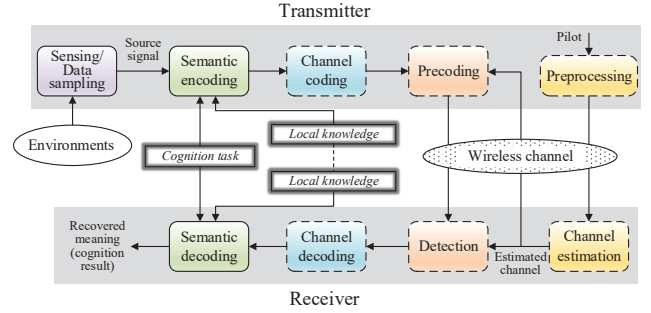 Transmitter
Sensing/
Data
sampling
Source
signal
Semantic
encoding
Channel
coding
Precoding
Pilot
Preprocessing
Environments
Cognition task
Local knowledge
Local knowledge
Wireless channel
Recovered
meaning
(cognition
result)
Semantic
decoding
Channel
decoding
Detection
Estimated
channel
Channel
estimation
Receiver